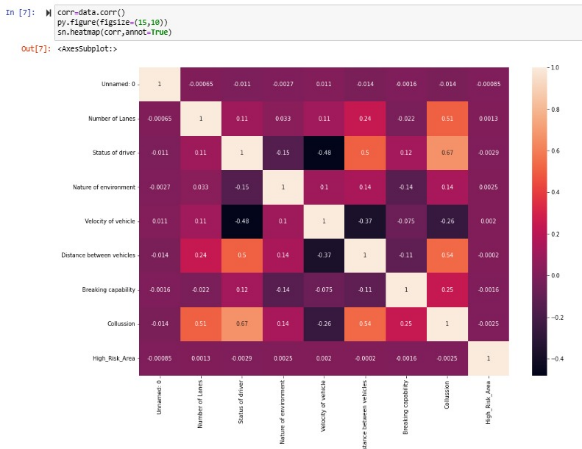 In [7]: corr=data.corr()
py.figure(figsize=(15,10))
sn.heatmap(corr,annot=True)
Out[7]: <AxesSubplot:>
Unnamed: 0 1 -0.00065 -0.011 -0.0027 0.011 -0.014 -0.0016 -0.014 -0.00085
Number of Lanes -0.00065 1 0.11 0.033 0.11 0.24 -0.022 0.51 0.0013
Status of driver -0.011 0.11 1 -0.15 -0.48 0.5 0.12 0.67 -0.0029
Nature of environment -0.0027 0.033 -0.15 1 0.1 0.14 -0.14 0.14 0.0025
Velocity of vehicle 0.011 0.11 -0.48 0.1 1 -0.37 -0.075 -0.26 0.002
Distance between vehicles -0.014 0.24 0.5 0.14 -0.37 1 -0.11 0.54 -0.0002
Breaking capability -0.0016 -0.022 0.12 -0.14 -0.075 -0.11 1 0.25 -0.0016
Collussion -0.014 0.51 0.67 0.14 -0.26 0.54 0.25 1 -0.0025
High_Risk_Area -0.00085 0.0013 -0.0029 0.0025 0.002 -0.0002 -0.0016 -0.0025 1
Unnamed: 0
Number of Lanes
Status of driver
Nature of environment
Velocity of vehicle
stance between vehicles
Breaking capability
Collussion
High_Risk_Area
1.0
0.8
0.6
0.4
0.2
0.0
-0.2
-0.4